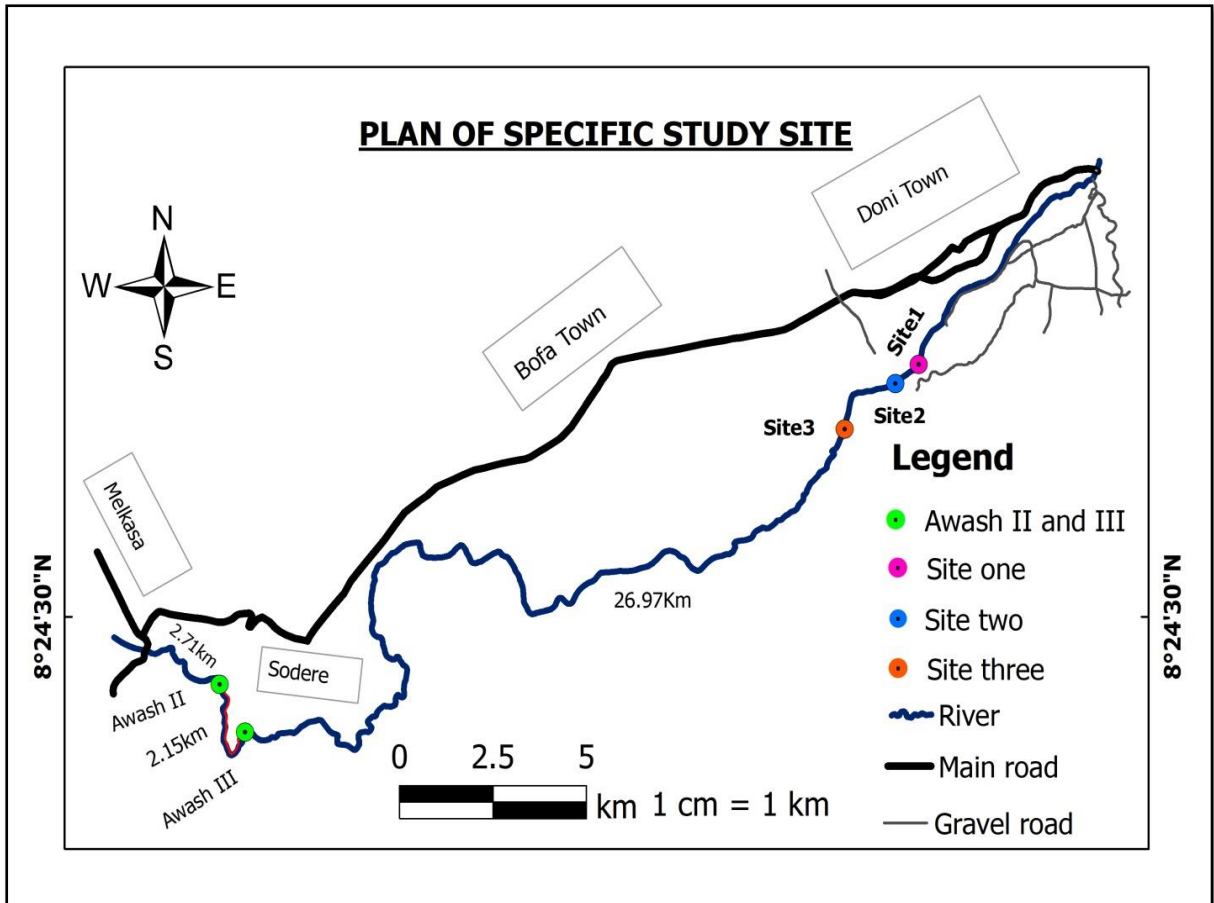 PLAN OF SPECIFIC STUDY SITE
N
W
E
S
Doni Town
Bofa Town
Site1
Site2
Site3
Melkasa
Legend
Awash II and III
Site one
Site two
Site three
River
Main road
Gravel road
8°24'30"N
8°24'30"N
26.97Km
2.71km
Sodere
Awash II
2.15km
Awash III
0 2.5 5
km 1 cm = 1 km